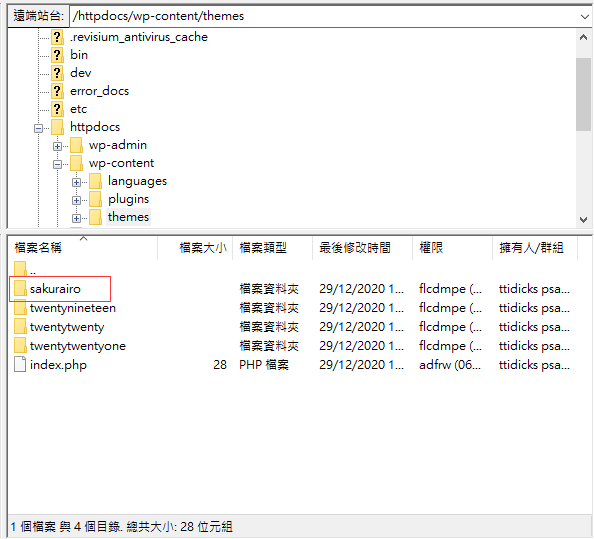 遠端站台: /httpdocs/wp-content/themes
.revisium_antivirus_cache
bin
dev
error_docs
etc
httpdocs
wp-admin
wp-content
languages
plugins
themes
檔案名稱 檔案大小 檔案類型 最後修改時間 權限 擁有人/群組
..
sakurairo 檔案資料夾 29/12/2020 1... flcdmpe (... ttidicks psa...
twentynineteen 檔案資料夾 29/12/2020 1... flcdmpe (... ttidicks psa...
twentytwenty 檔案資料夾 29/12/2020 1... flcdmpe (... ttidicks psa...
twentytwentyone 檔案資料夾 29/12/2020 1... flcdmpe (... ttidicks psa...
index.php 28 PHP 檔案 29/12/2020 1... adfrw (06... ttidicks psa...
1 個檔案 與 4 個目錄. 總共大小: 28 位元組